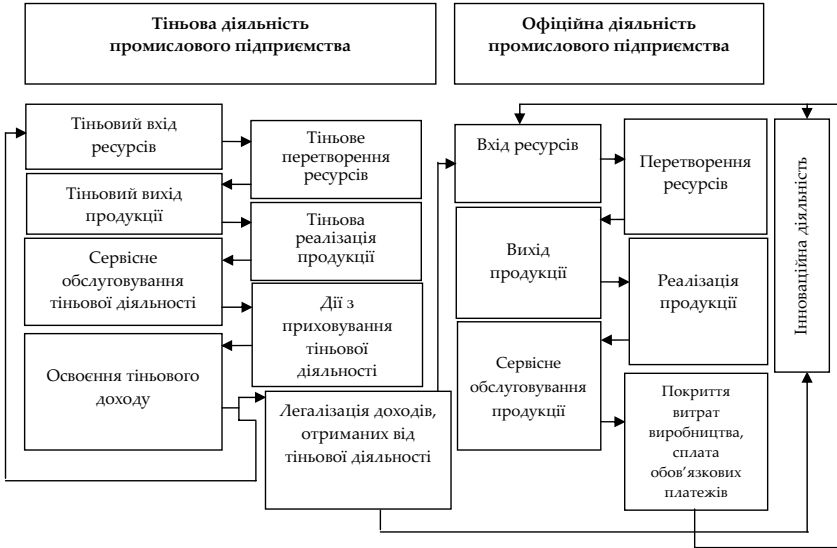 Тіньова діяльність
промислового підприємства
Офіційна діяльність
промислового підприємства
Тіньовий вхід
ресурсів
Тіньове
перетворення
ресурсів
Тіньовий вихід
продукції
Тіньова
реалізація
продукції
Сервісне
обслуговування
тіньової діяльності
Дії з
приховування
тіньової
діяльності
Освоєння тіньового
доходу
Легалізація доходів,
отриманих від
тіньової діяльності
Вхід ресурсів
Перетворення
ресурсів
Вихід
продукції
Реалізація
продукції
Сервісне
обслуговування
продукції
Покриття
витрат
виробництва,
сплата
обов’язкових
платежів
Інноваційна діяльність